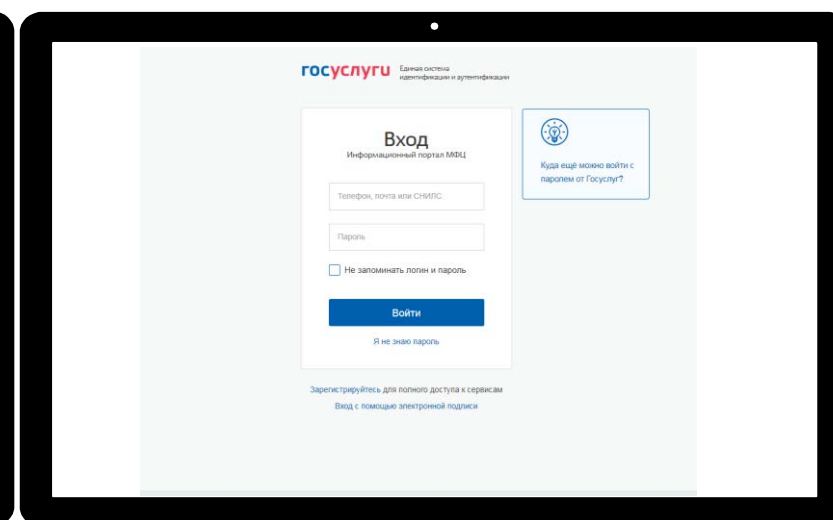 госуслуги
Единая система
идентификации и аутентификации
Вход
Информационный портал МФЦ
Телефон, почта или СНИЛС
Пароль
Не запоминать логин и пароль
Войти
Я не знаю пароль
Куда ещё можно войти с
паролем от Госуслуг?
Зарегистрируйтесь для полного доступа к сервисам
Вход с помощью электронной подписи